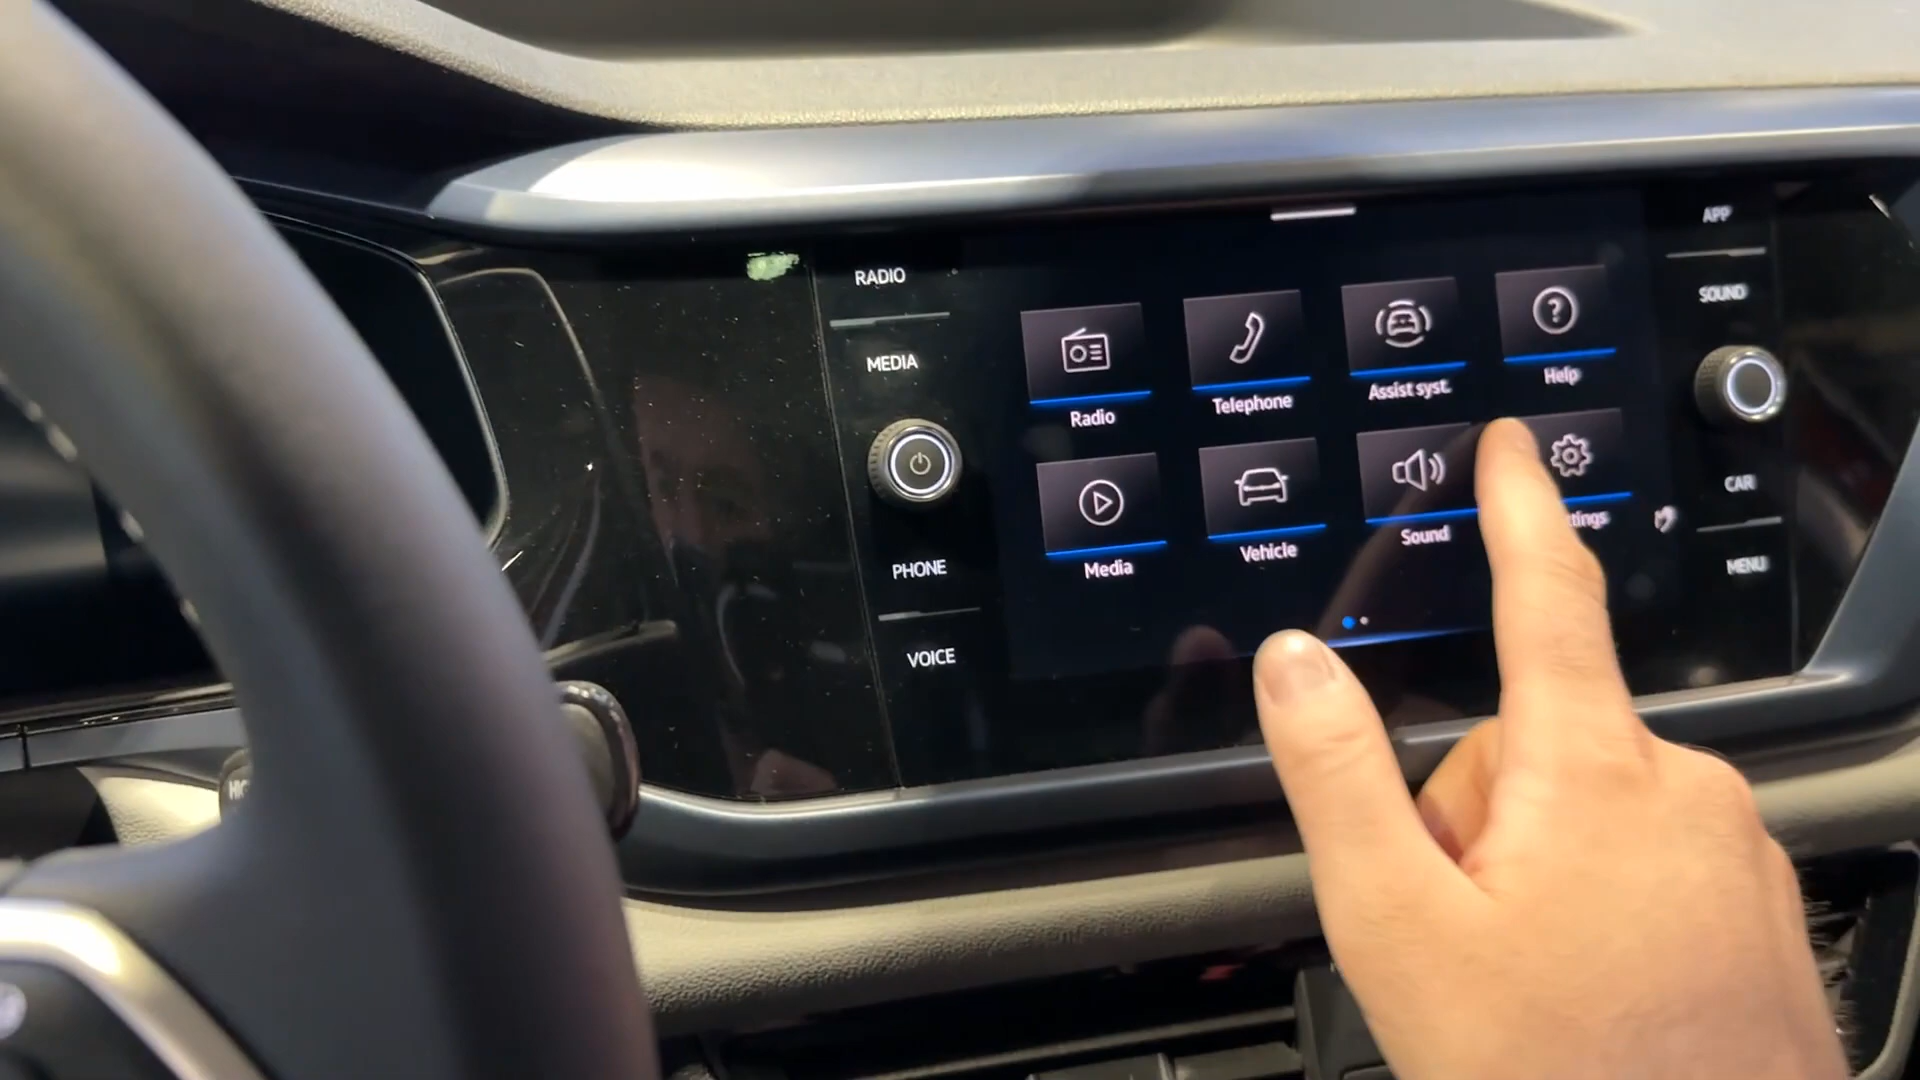 RADIO
MEDIA
PHONE
VOICE
Radio
Telephone
Assist syst.
Help
Media
Vehicle
Sound
APP
SOUND
CAR
MENU